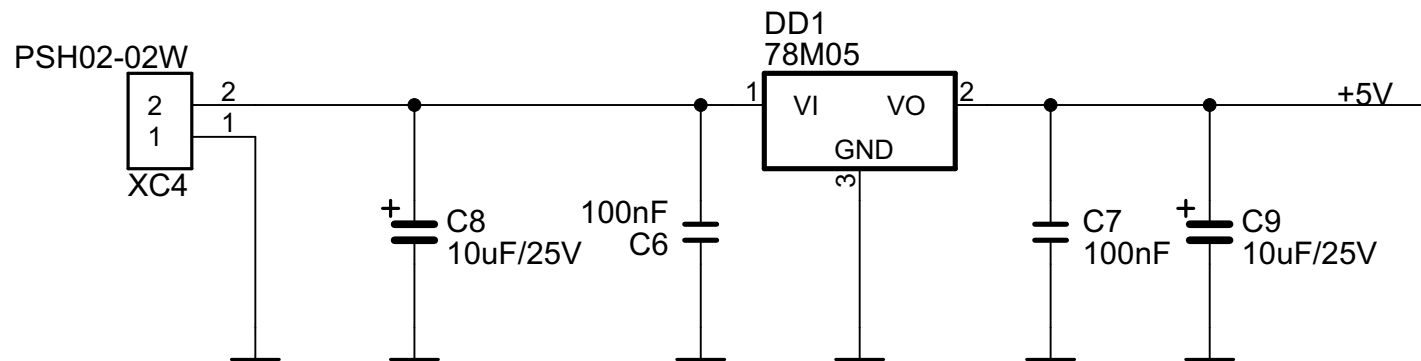 PSH02-02W
2
1
2
1
XC4
+
C8
10uF/25V
100nF
C6
DD1
78M05
1
VI
VO
2
GND
3
C7
100nF
+
C9
10uF/25V
+5V